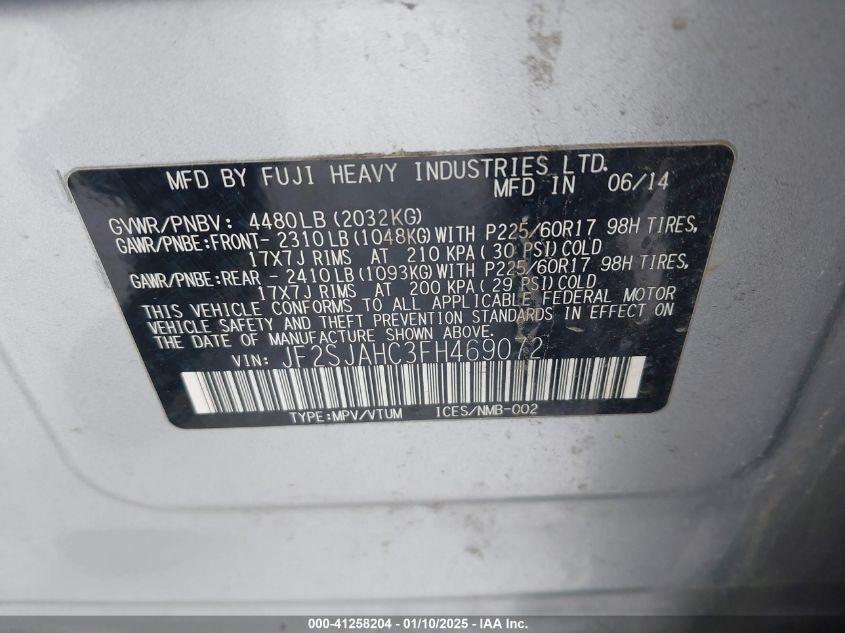 MFD BY FUJI HEAVY INDUSTRIES LTD.
MFD IN 06/14
GVWR/PNBV: 4480LB (2032KG)
GAWR/PNBE:FRONT- 2310LB (1048KG) WITH P225/60R17 98H TIRES,
17X7J RIMS AT 210 KPA( 30 PSI) COLD
GAWR/PNBE:REAR - 2410LB (1093KG) WITH P225/60R17 98H TIRES,
17X7J RIMS AT 200 KPA( 29 PSI) COLD
THIS VEHICLE CONFORMS TO ALL APPLICABLE FEDERAL MOTOR
VEHICLE SAFETY AND THEFT PREVENTION STANDARDS IN EFFECT ON
THE DATE OF MANUFACTURE SHOWN ABOVE.
VIN: JF2SJAHC3FH469072
TYPE:MPV/VTUM ICES/NMB-002
000-41258204 - 01/10/2025 - IAA Inc.